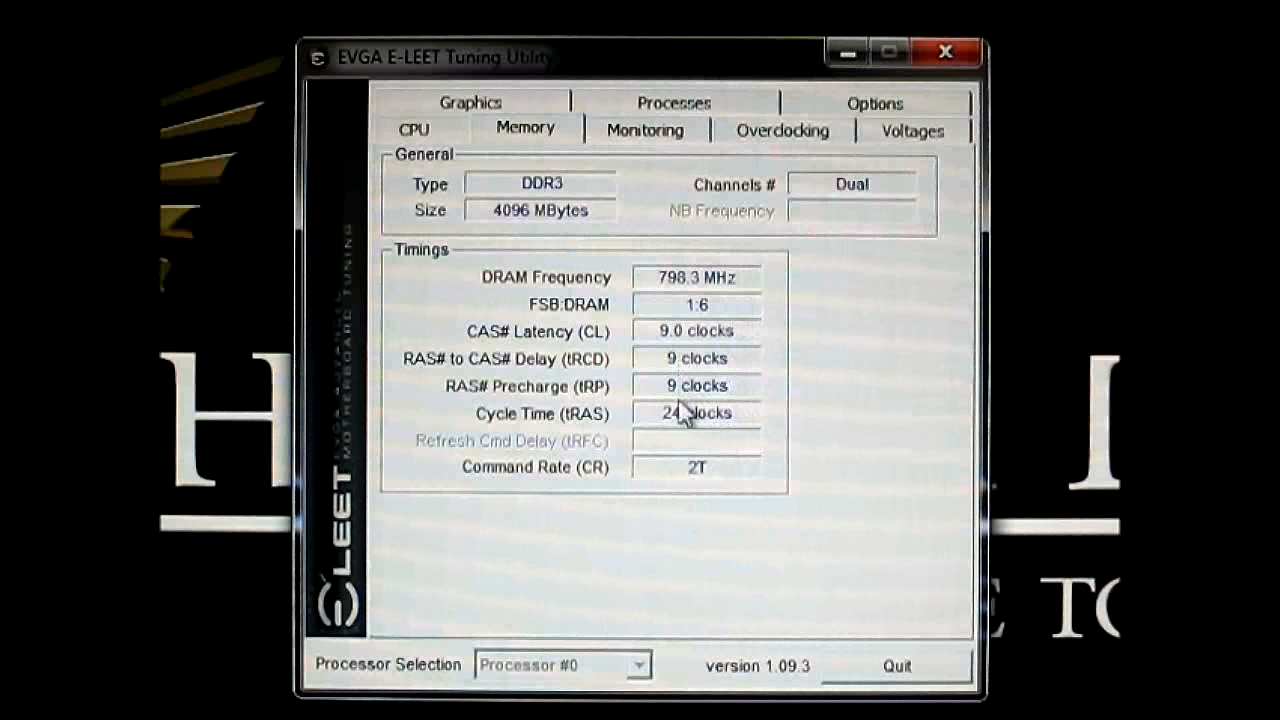 EVGA E-LEET Tuning Utility
Graphics Processes Options
CPU Memory Monitoring Overclocking Voltages
General
Type DDR3 Channels # Dual
Size 4096 MBytes NB Frequency
Timings
DRAM Frequency 798.3 MHz
FSB:DRAM 1:6
CAS# Latency (CL) 9.0 clocks
RAS# to CAS# Delay (tRCD) 9 clocks
RAS# Precharge (tRP) 9 clocks
Cycle Time (tRAS) 24 clocks
Refresh Cmd Delay (tRFC)
Command Rate (CR) 2T
E-LEET
MOTHERBOARD TUNING
Processor Selection Processor #0 version 1.09.3 Quit
H
E TO